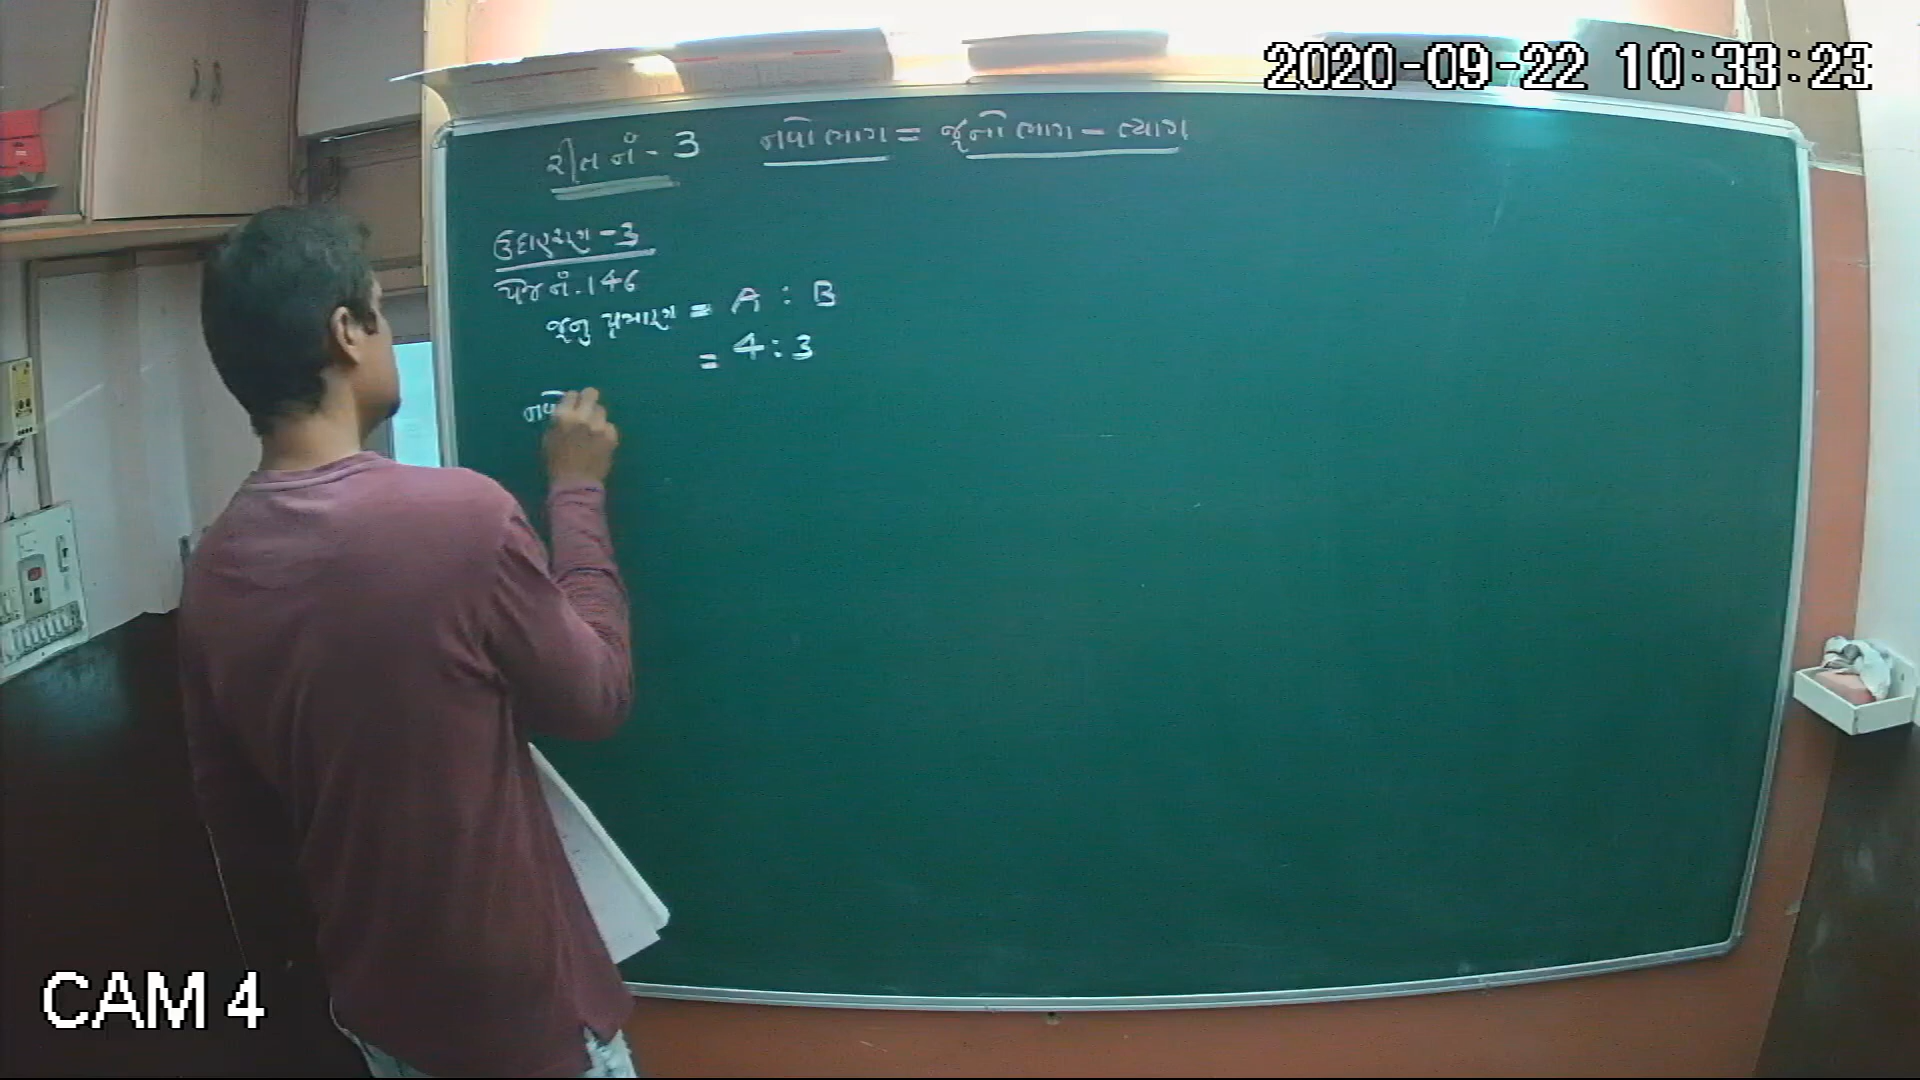 2020-09-22 10:33:23
રીત નં - 3 નવો ભાગ = જૂનો ભાગ - ત્યાગ
ઉદાહરણ - 3
પેજ નં. 146
જૂનુ પ્રમાણ = A : B
= 4 : 3
CAM 4